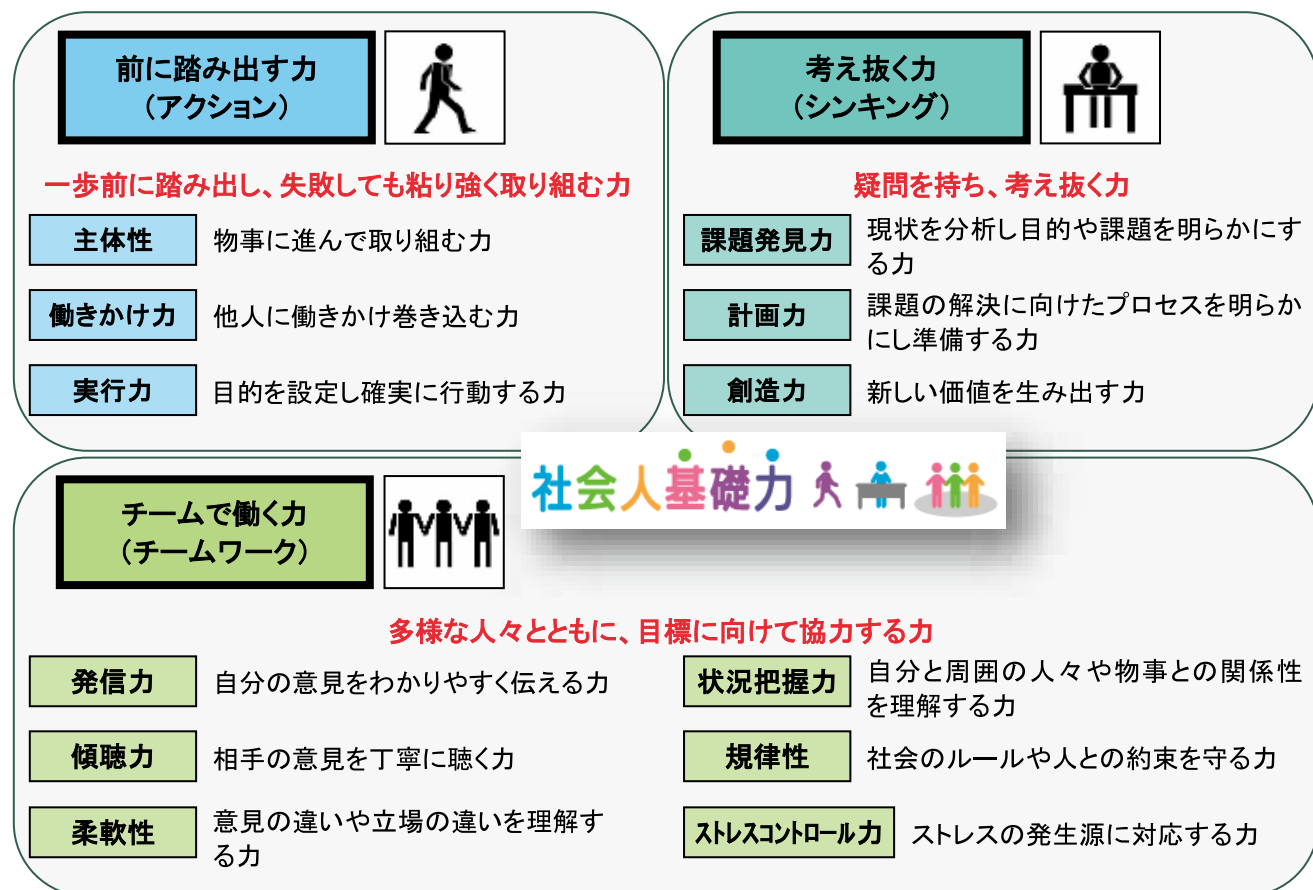 前に踏み出す力
(アクション)
一歩前に踏み出し、失敗しても粘り強く取り組む力
主体性
物事に進んで取り組む力
働きかけ力
他人に働きかけ巻き込む力
実行力
目的を設定し確実に行動する力
考え抜く力
(シンキング)
疑問を持ち、考え抜く力
課題発見力
現状を分析し目的や課題を明らかにす
る力
計画力
課題の解決に向けたプロセスを明らか
にし準備する力
創造力
新しい価値を生み出す力
社会人基礎力
チームで働く力
(チームワーク)
多様な人々とともに、目標に向けて協力する力
発信力
自分の意見をわかりやすく伝える力
傾聴力
相手の意見を丁寧に聴く力
柔軟性
意見の違いや立場の違いを理解す
る力
状況把握力
自分と周囲の人々や物事との関係性
を理解する力
規律性
社会のルールや人との約束を守る力
ストレスコントロール力
ストレスの発生源に対応する力